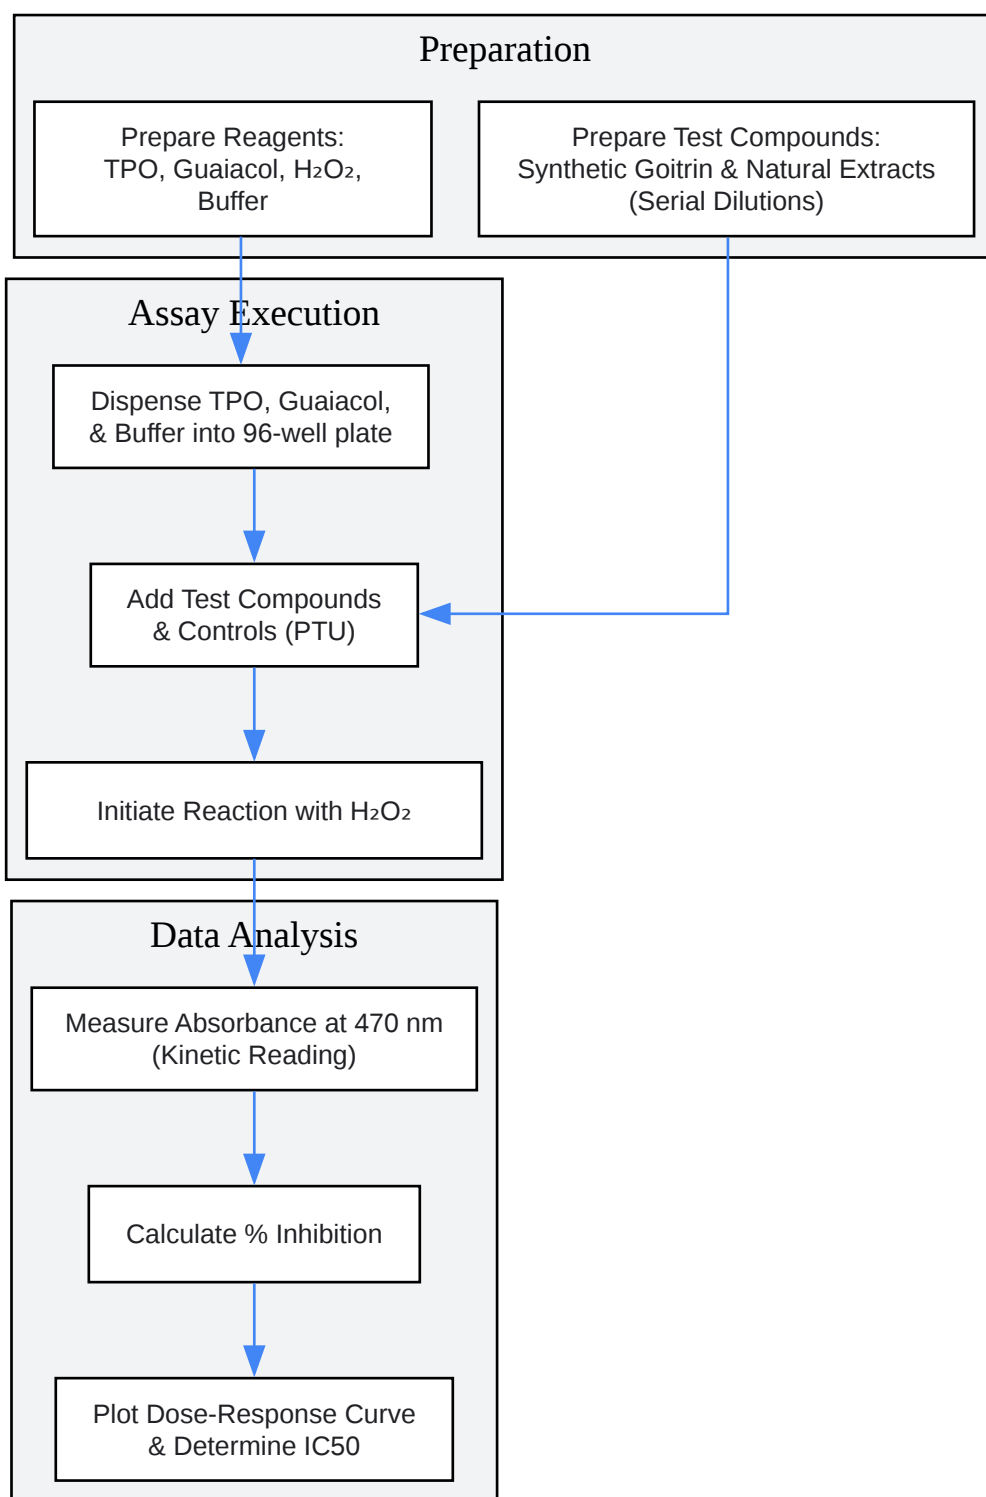 Preparation
Prepare Reagents:
TPO, Guaiacol, H₂O₂,
Buffer
Prepare Test Compounds:
Synthetic Goitrin & Natural Extracts
(Serial Dilutions)
Assay Execution
Dispense TPO, Guaiacol,
& Buffer into 96-well plate
Add Test Compounds
& Controls (PTU)
Initiate Reaction with H₂O₂
Data Analysis
Measure Absorbance at 470 nm
(Kinetic Reading)
Calculate % Inhibition
Plot Dose-Response Curve
& Determine IC50